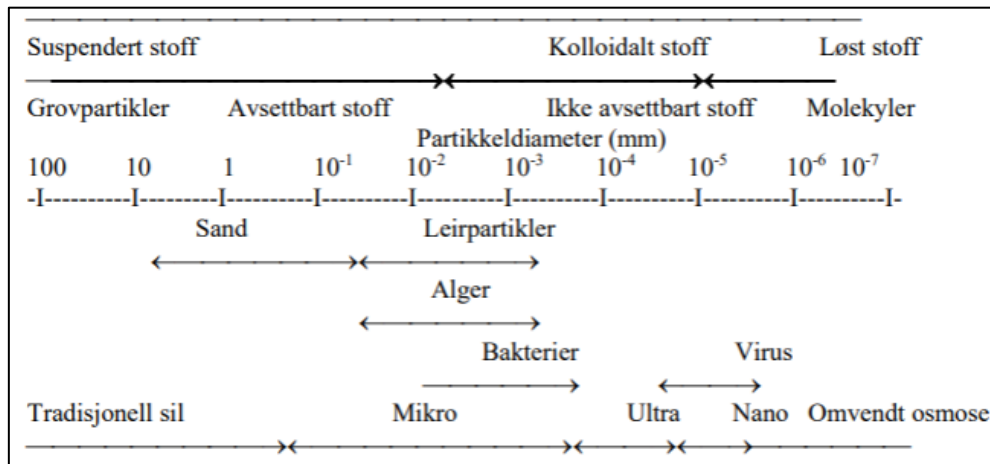 Suspendert stoff Kolloidalt stoff Løst stoff
Grovpartikler Avsettbart stoff Ikke avsettbart stoff Molekyler
Partikkeldiameter (mm)
100 10 1 10⁻¹ 10⁻² 10⁻³ 10⁻⁴ 10⁻⁵ 10⁻⁶ 10⁻⁷
-I----------I----------I----------I----------I----------I----------I----------I----------I----------I-
Sand Leirpartikler
Alger
Bakterier Virus
Tradisjonell sil Mikro Ultra Nano Omvendt osmose